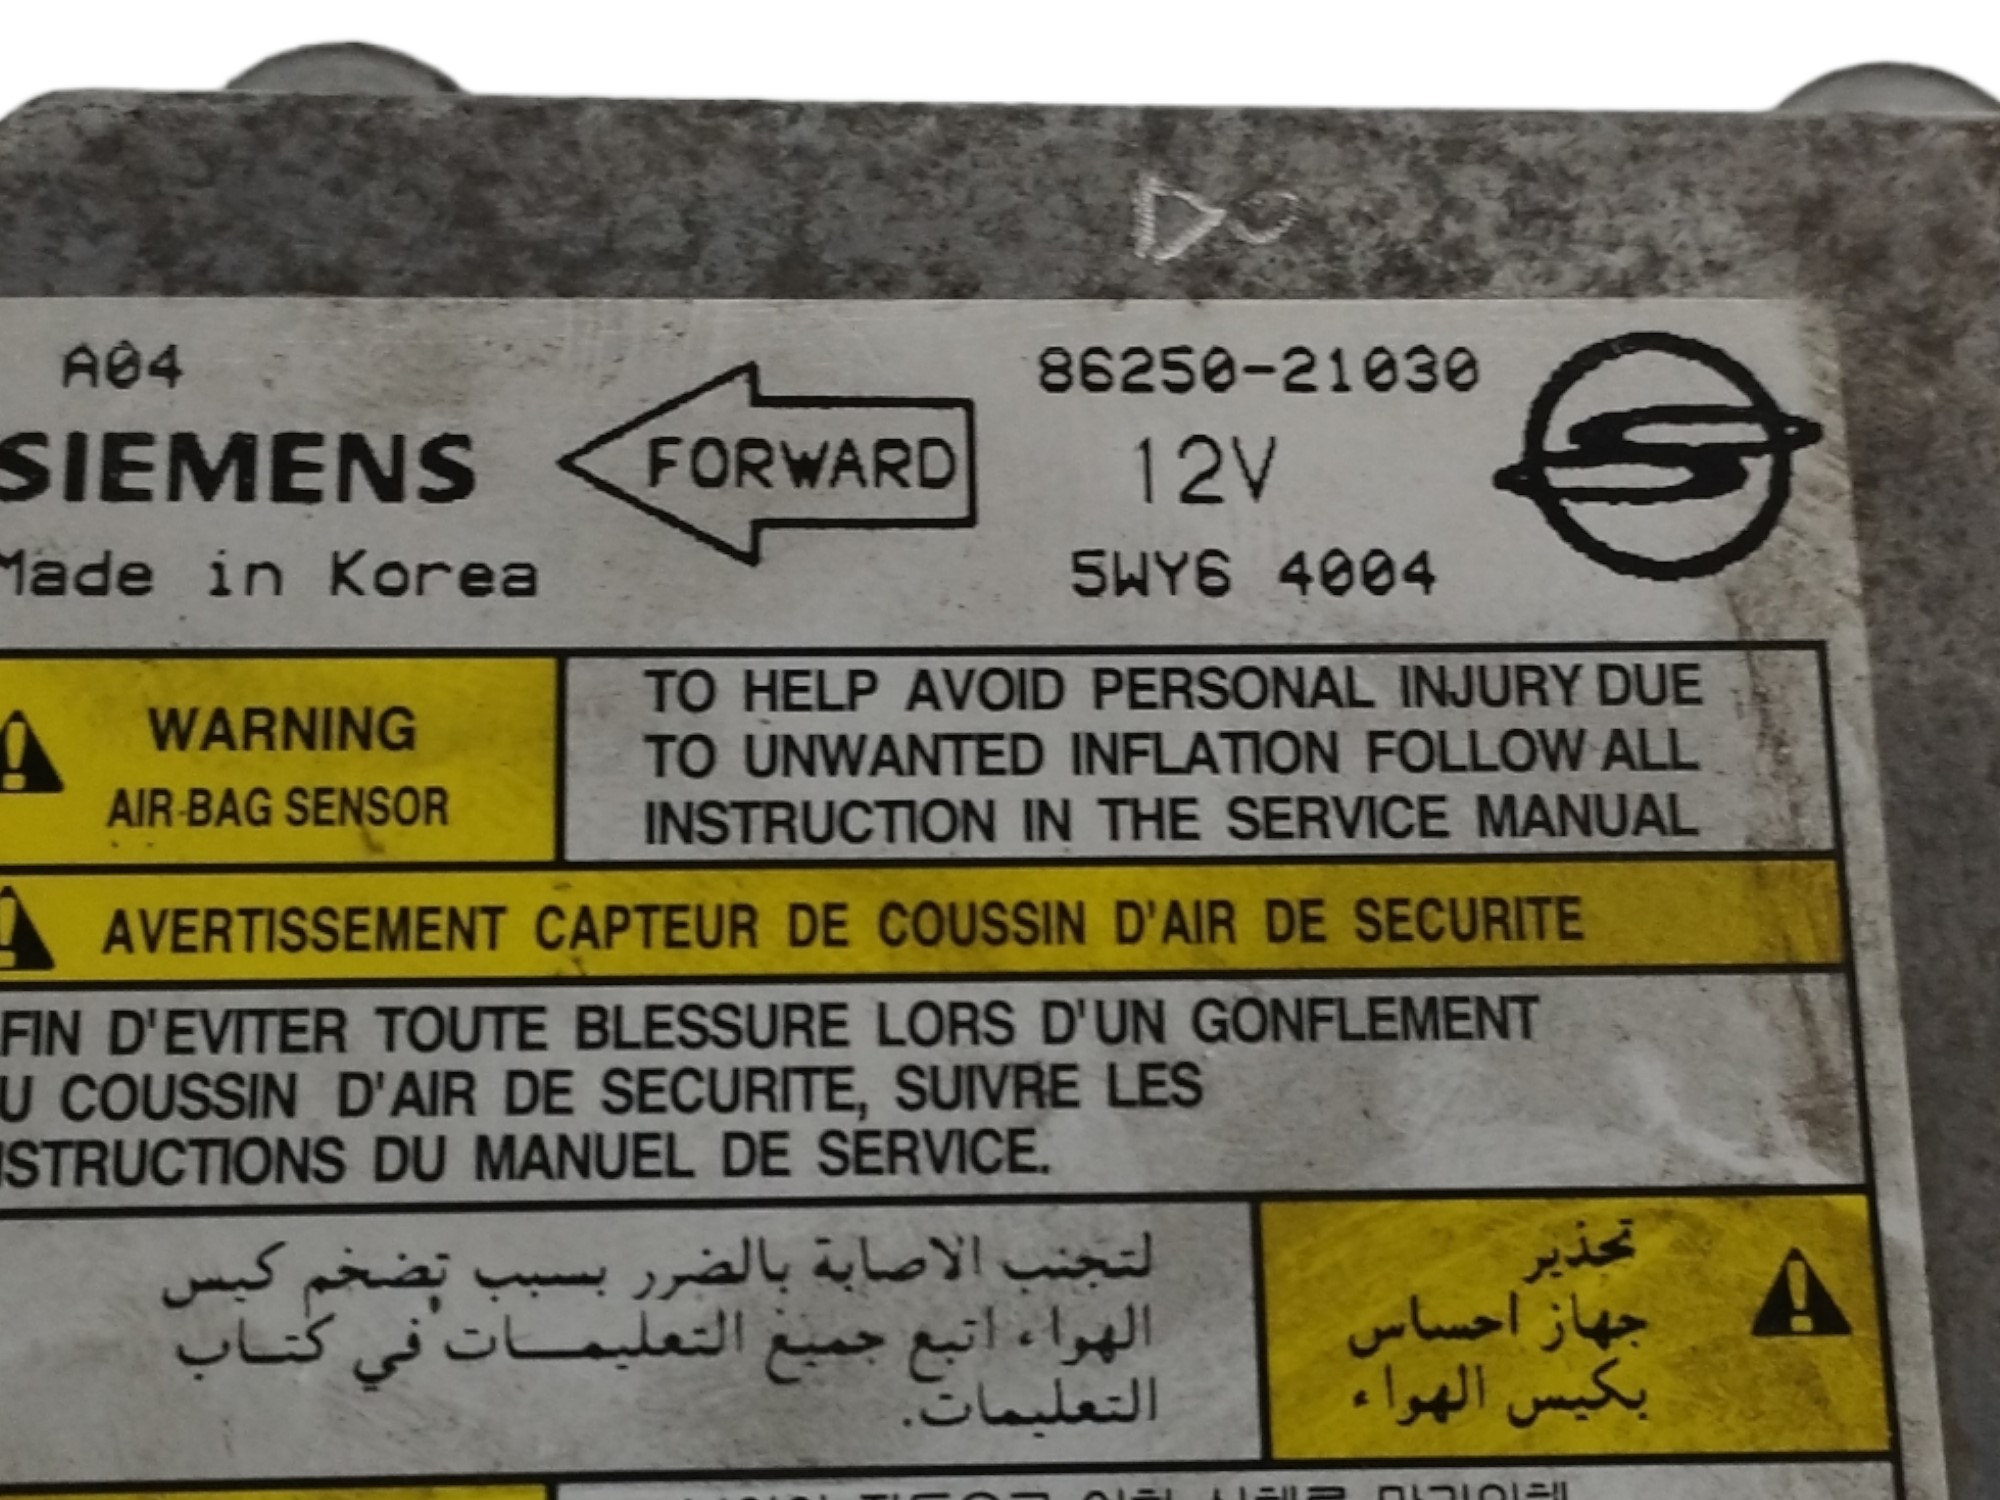 A04
86250-21030
SIEMENS
FORWARD
12V
Made in Korea
5WY6 4004
WARNING
AIR-BAG SENSOR
TO HELP AVOID PERSONAL INJURY DUE
TO UNWANTED INFLATION FOLLOW ALL
INSTRUCTION IN THE SERVICE MANUAL
AVERTISSEMENT CAPTEUR DE COUSSIN D'AIR DE SECURITE
FIN D'EVITER TOUTE BLESSURE LORS D'UN GONFLEMENT
U COUSSIN D'AIR DE SECURITE, SUIVRE LES
STRUCTIONS DU MANUEL DE SERVICE.
تحذير
جهاز احساس
بكيس الهواء
لتجنب الاصابة بالضرر بسبب تضخم كيس
الهواء، اتبع جميع التعليمات في كتاب
التعليمات.